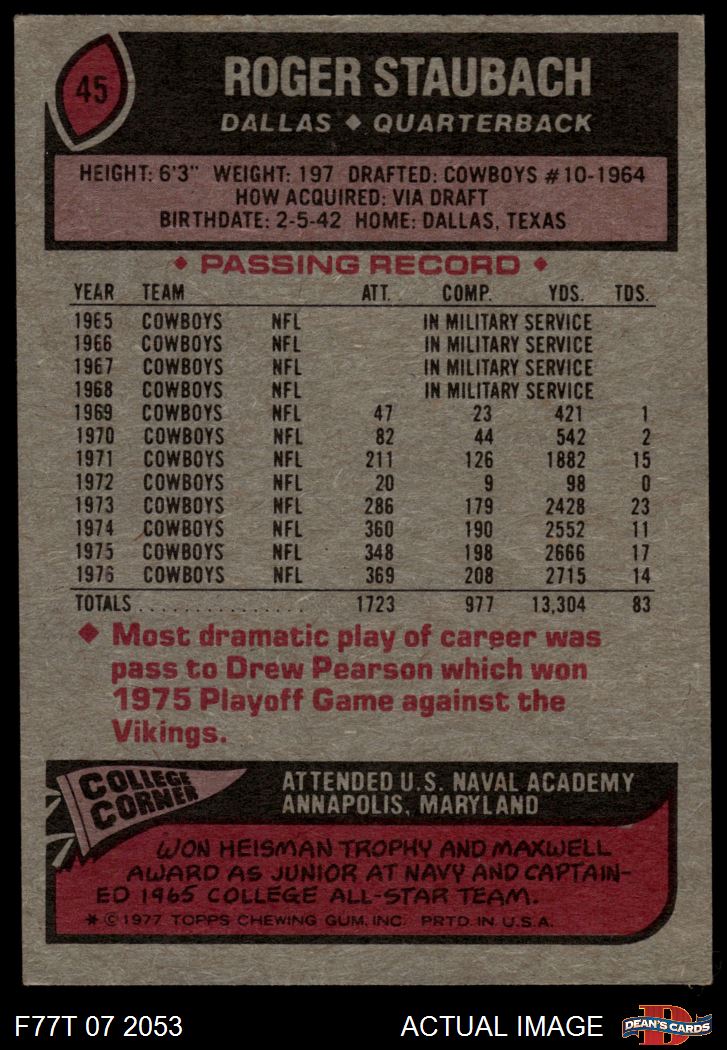 45
ROGER STAUBACH
DALLAS ◆ QUARTERBACK
HEIGHT: 6'3" WEIGHT: 197 DRAFTED: COWBOYS #10-1964
HOW ACQUIRED: VIA DRAFT
BIRTHDATE: 2-5-42 HOME: DALLAS, TEXAS
◆ PASSING RECORD ◆
YEAR TEAM ATT. COMP. YDS. TDS.
1965 COWBOYS NFL IN MILITARY SERVICE
1966 COWBOYS NFL IN MILITARY SERVICE
1967 COWBOYS NFL IN MILITARY SERVICE
1968 COWBOYS NFL IN MILITARY SERVICE
1969 COWBOYS NFL 47 23 421 1
1970 COWBOYS NFL 82 44 542 2
1971 COWBOYS NFL 211 126 1882 15
1972 COWBOYS NFL 20 9 98 0
1973 COWBOYS NFL 286 179 2428 23
1974 COWBOYS NFL 360 190 2552 11
1975 COWBOYS NFL 348 198 2666 17
1976 COWBOYS NFL 369 208 2715 14
TOTALS . . . . . . . . . . . . . . . 1723 977 13,304 83
◆ Most dramatic play of career was
pass to Drew Pearson which won
1975 Playoff Game against the
Vikings.
COLLEGE
CORNER
ATTENDED U.S. NAVAL ACADEMY
ANNAPOLIS, MARYLAND
WON HEISMAN TROPHY AND MAXWELL
AWARD AS JUNIOR AT NAVY AND CAPTAIN-
ED 1965 COLLEGE ALL-STAR TEAM.
* © 1977 TOPPS CHEWING GUM, INC. PRTD. IN U.S.A.
F77T 07 2053
ACTUAL IMAGE
D
DEAN'S CARDS